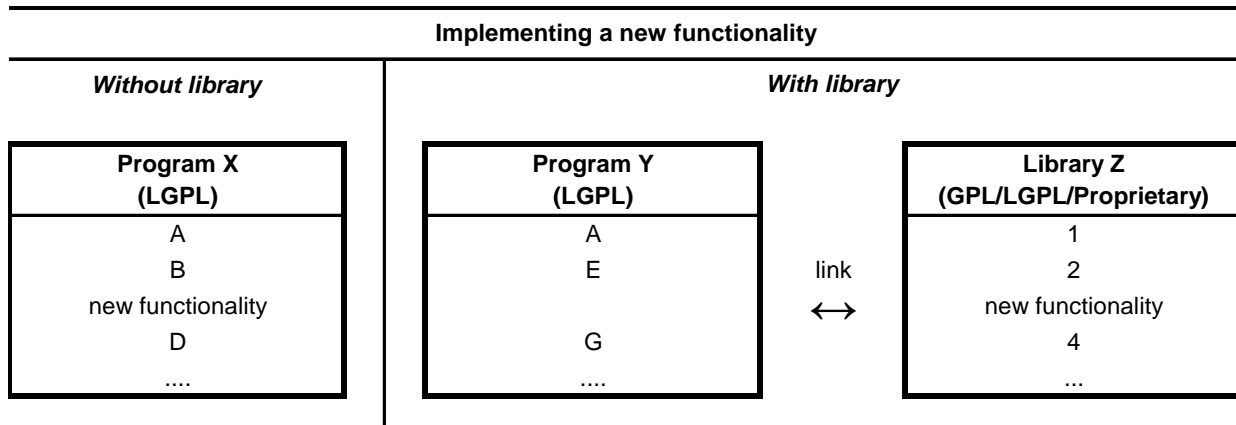 Implementing a new functionality
Without library
With library
Program X
(LGPL)
A
B
new functionality
D
....
Program Y
(LGPL)
A
E
G
....
link
↔
Library Z
(GPL/LGPL/Proprietary)
1
2
new functionality
4
...